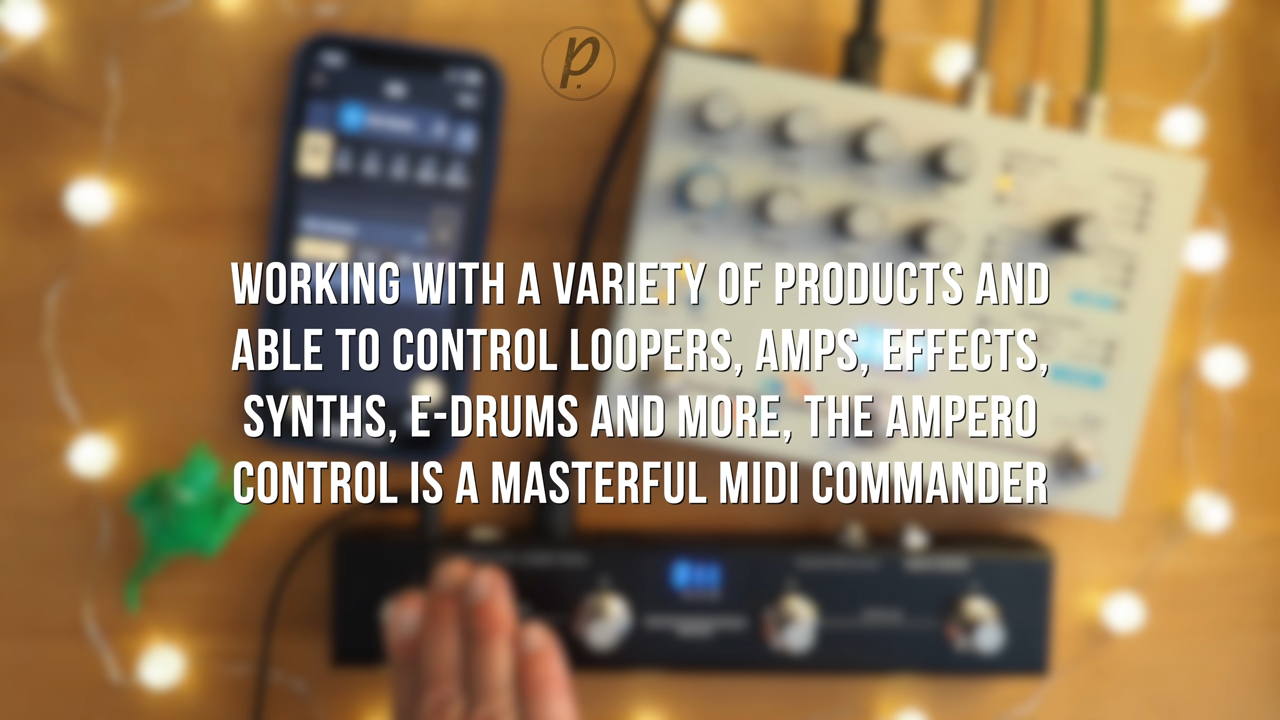 p.
WORKING WITH A VARIETY OF PRODUCTS AND
ABLE TO CONTROL LOOPERS, AMPS, EFFECTS,
SYNTHS, E-DRUMS AND MORE, THE AMPERO
CONTROL IS A MASTERFUL MIDI COMMANDER